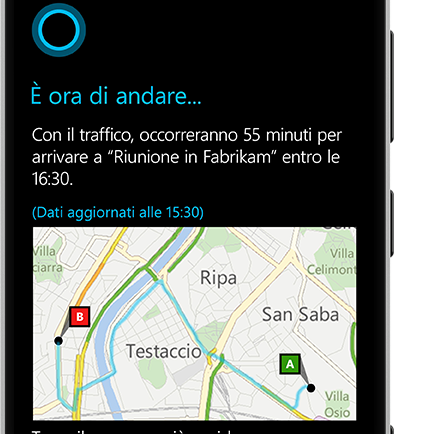 È ora di andare...
Con il traffico, occorreranno 55 minuti per
arrivare a “Riunione in Fabrikam” entro le
16:30.
(Dati aggiornati alle 15:30)
Villa
Villa
Celimont
Ripa
B
San Saba
Testaccio
A
Villa
Osio